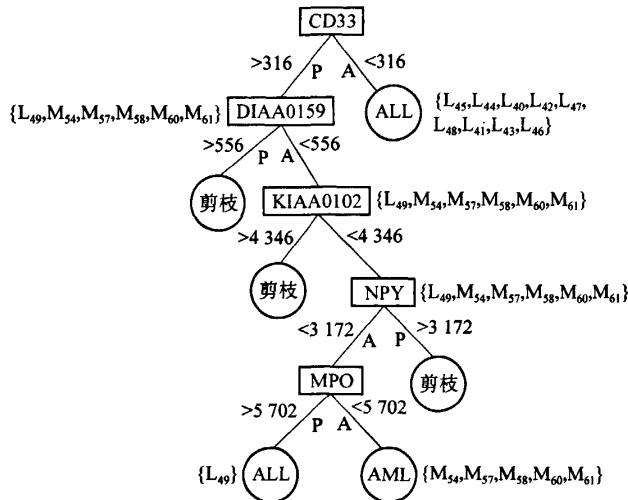 CD33
>316 P A <316
{L49,M54,M57,M58,M60,M61} DIAA0159 ALL {L45,L44,L40,L42,L47,
L48,L41,L43,L46}
>556 P A <556
剪枝 KIAA0102 {L49,M54,M57,M58,M60,M61}
>4 346 <4 346
剪枝 NPY {L49,M54,M57,M58,M60,M61}
<3 172 A P >3 172
MPO 剪枝
>5 702 P A <5 702
{L49} ALL AML {M54,M57,M58,M60,M61}